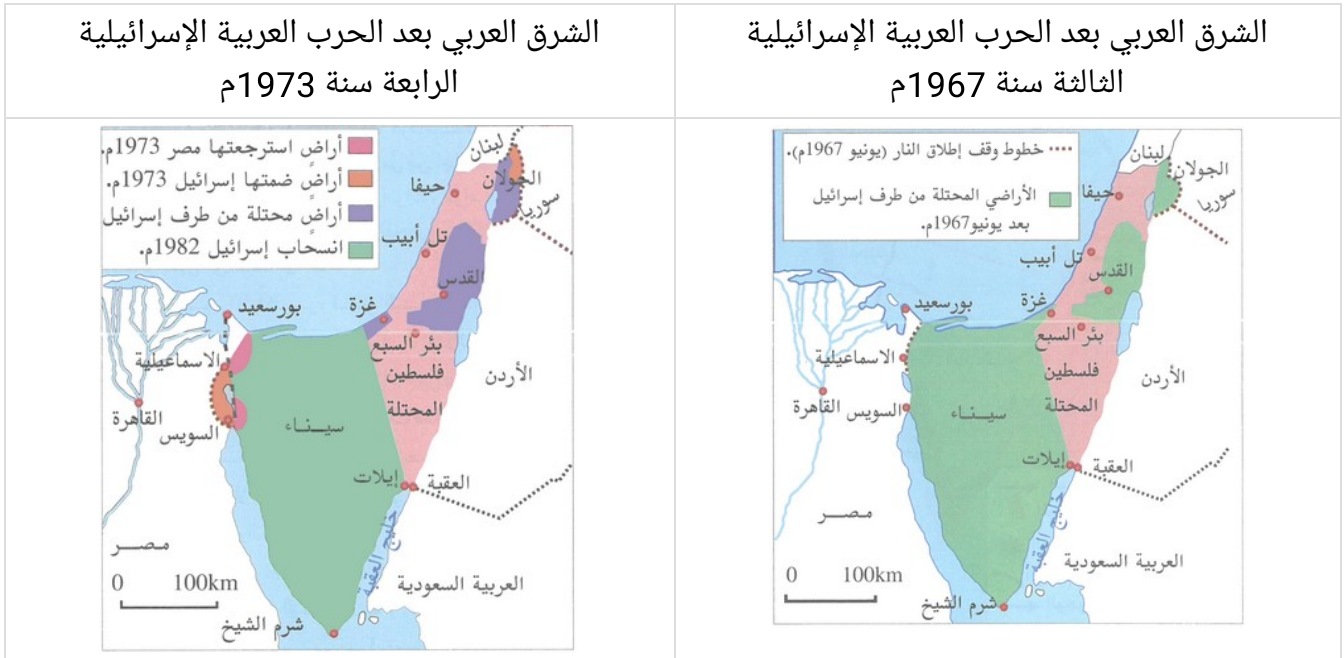 الشرق العربي بعد الحرب العربية الإسرائيلية
الثالثة سنة 1967م
الشرق العربي بعد الحرب العربية الإسرائيلية
الرابعة سنة 1973م
خطوط وقف إطلاق النار (يونيو 1967م).
الأراضي المحتلة من طرف إسرائيل
بعد يونيو1967م.
لبنان
الجولان
سوريا
حيفا
تل أبيب
القدس
غزة
بورسعيد
بئر السبع
الاسماعيلية
فلسطين
الأردن
المحتلة
سيناء
السويس
القاهرة
إيلات
العقبة
مصر
خليج العقبة
العربية السعودية
0 100km
شرم الشيخ
أراضٍ استرجعتها مصر 1973م.
أراضٍ ضمتها إسرائيل 1973م.
أراضٍ محتلة من طرف إسرائيل
انسحاب إسرائيل 1982م.
لبنان
الجولان
سوريا
حيفا
تل أبيب
القدس
غزة
بورسعيد
بئر السبع
الاسماعيلية
فلسطين
الأردن
المحتلة
سيناء
القاهرة
السويس
إيلات
العقبة
مصر
خليج العقبة
العربية السعودية
0 100km
شرم الشيخ